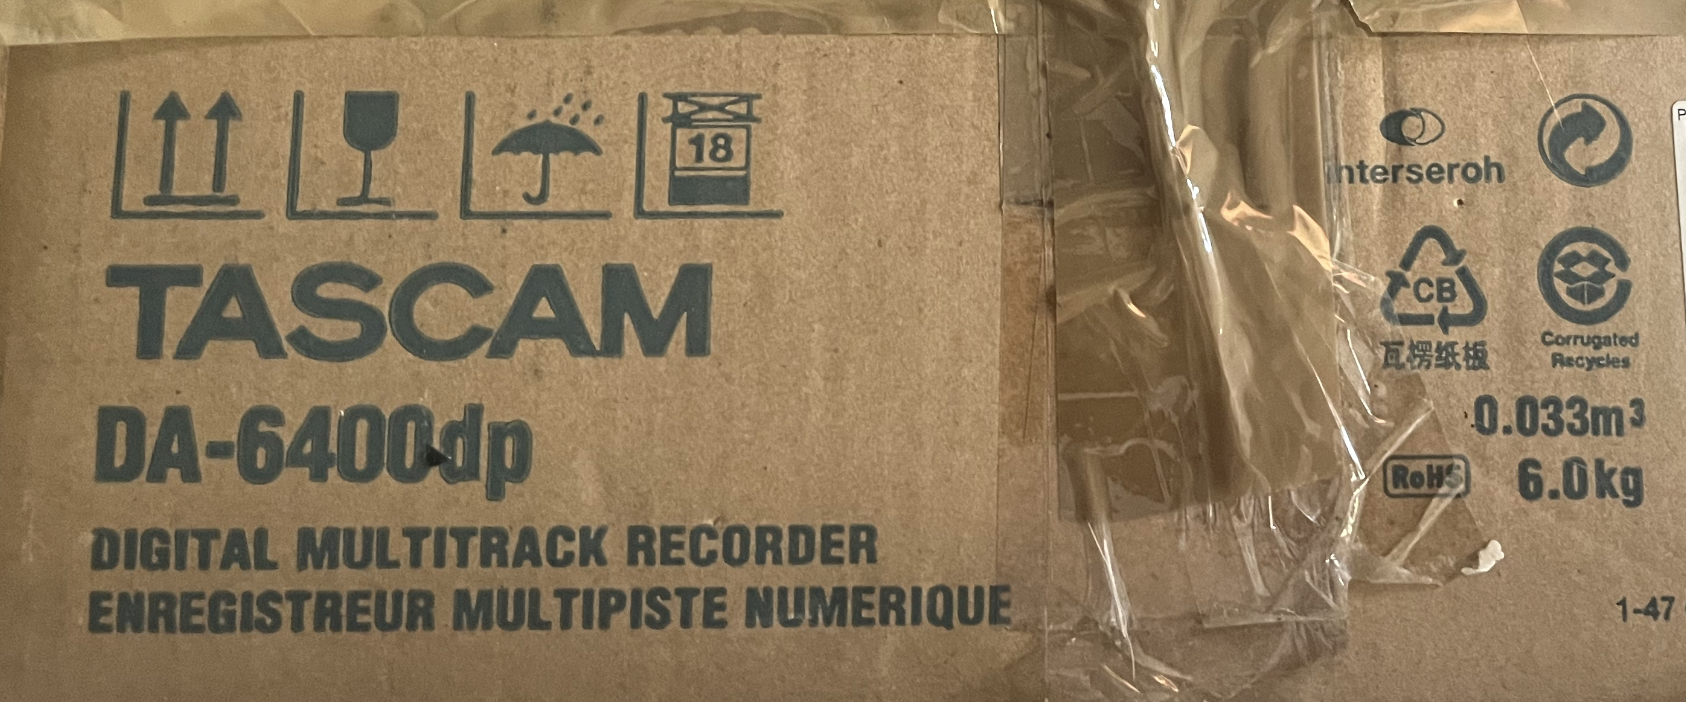 18
TASCAM
DA-6400dp
DIGITAL MULTITRACK RECORDER
ENREGISTREUR MULTIPISTE NUMERIQUE
interseroh
CB
瓦楞纸板
Corrugated
Recycles
0.033m³
RoHS
6.0kg
1-47
P